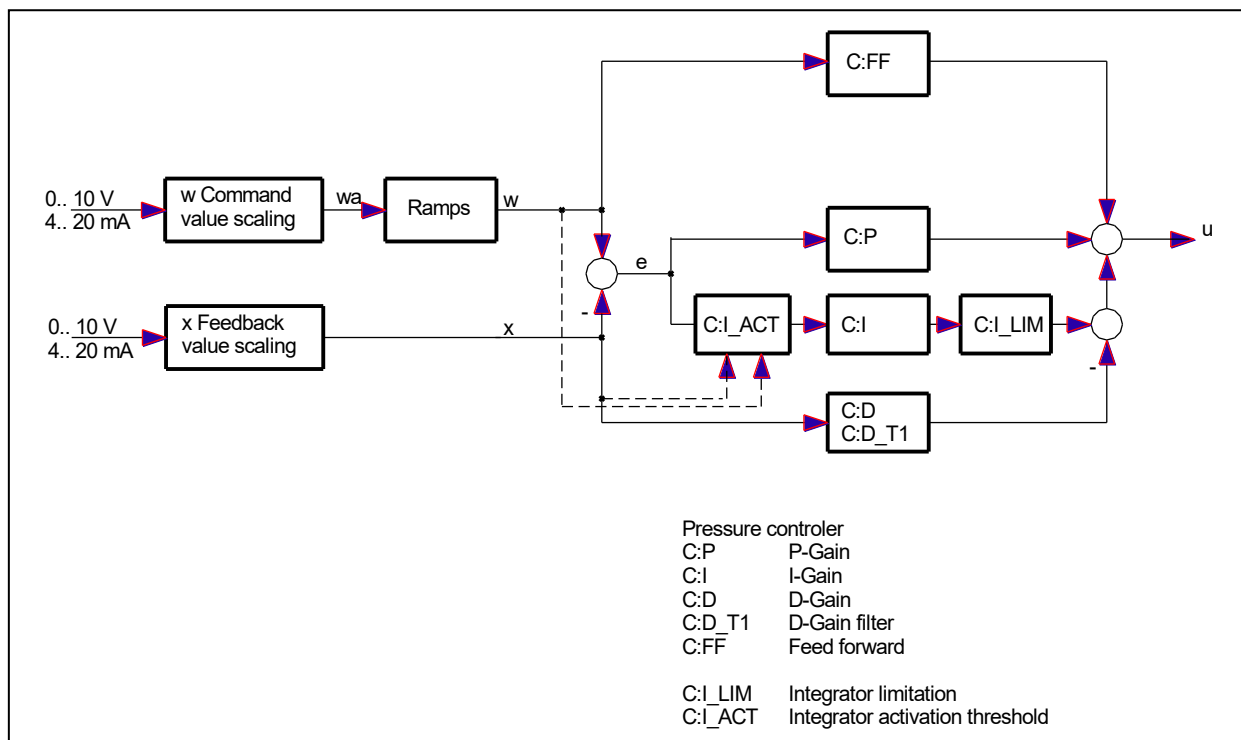 C:FF
0.. 10 V
4.. 20 mA
w Command
value scaling
wa
Ramps
w
C:P
u
e
-
0.. 10 V
4.. 20 mA
x Feedback
value scaling
x
C:I_ACT
C:I
C:I_LIM
-
C:D
C:D_T1
Pressure controler
C:P P-Gain
C:I I-Gain
C:D D-Gain
C:D_T1 D-Gain filter
C:FF Feed forward
C:I_LIM Integrator limitation
C:I_ACT Integrator activation threshold